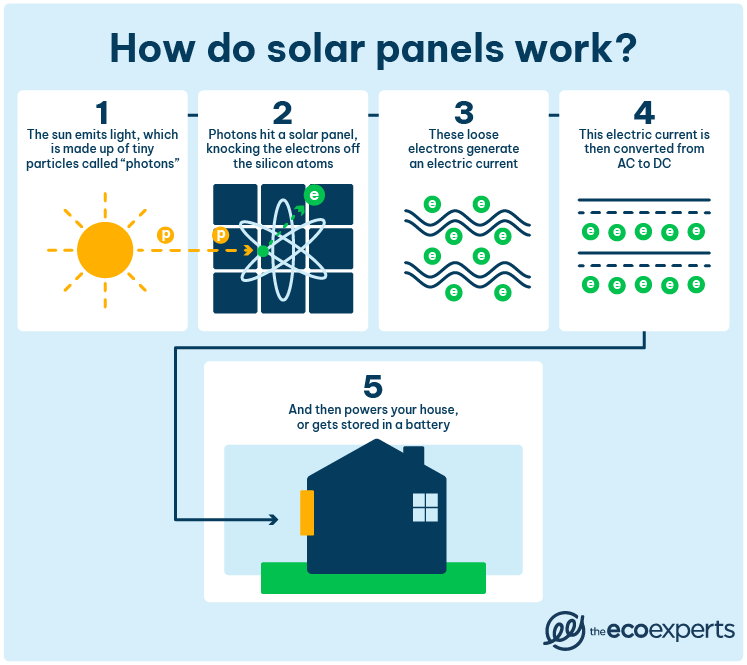 How do solar panels work?
1
The sun emits light, which
is made up of tiny
particles called “photons”
p
2
Photons hit a solar panel,
knocking the electrons off
the silicon atoms
p
e
3
These loose
electrons generate
an electric current
e e
e e
e e
e e
4
This electric current is
then converted from
AC to DC
e e e e e
e e e e e
5
And then powers your house,
or gets stored in a battery
the ecoexperts